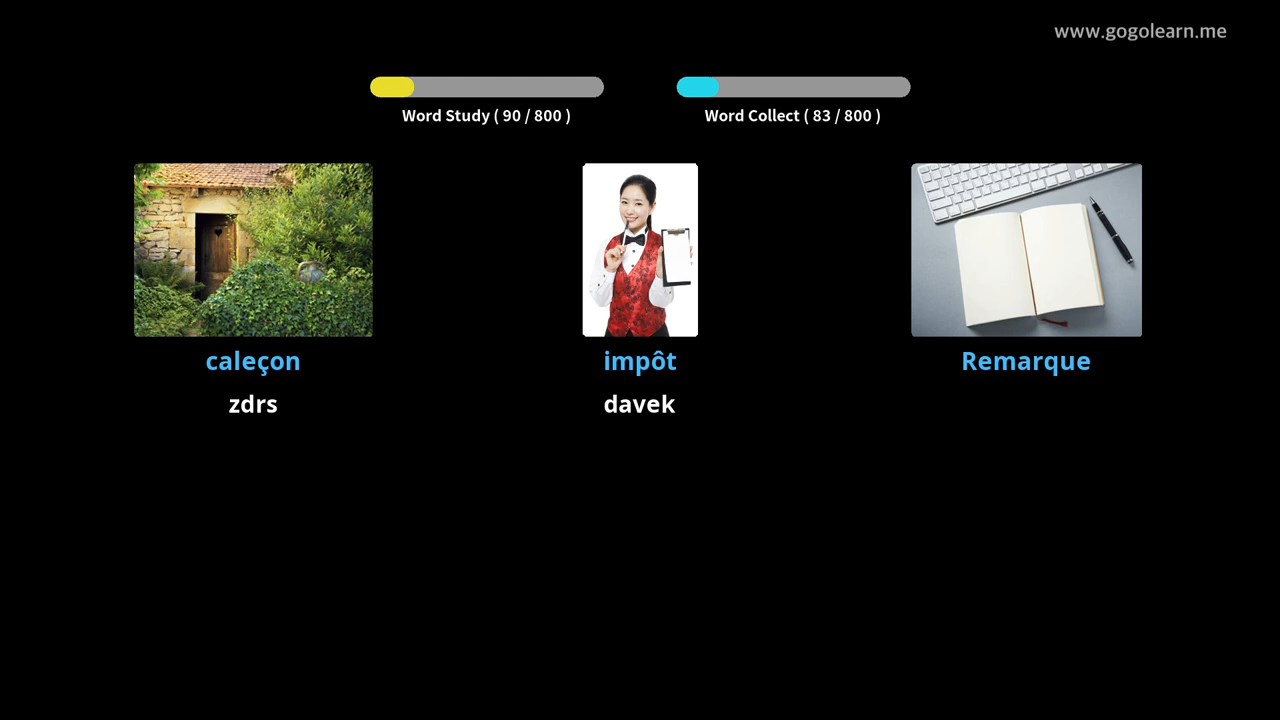 www.gogolearn.me
Word Study ( 90 / 800 )
Word Collect ( 83 / 800 )
caleçon
impôt
Remarque
zdrs
davek